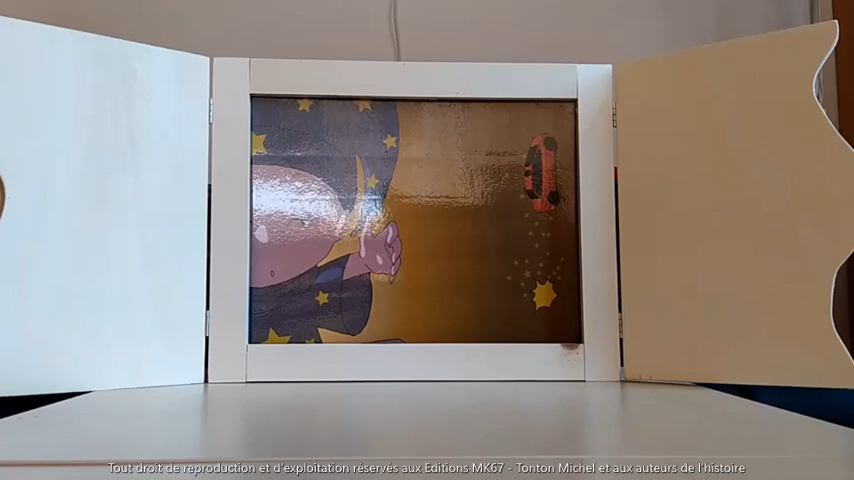 Tout droit de reproduction et d'exploitation réservés aux Editions MK67 - Tonton Michel et aux auteurs de l'histoire